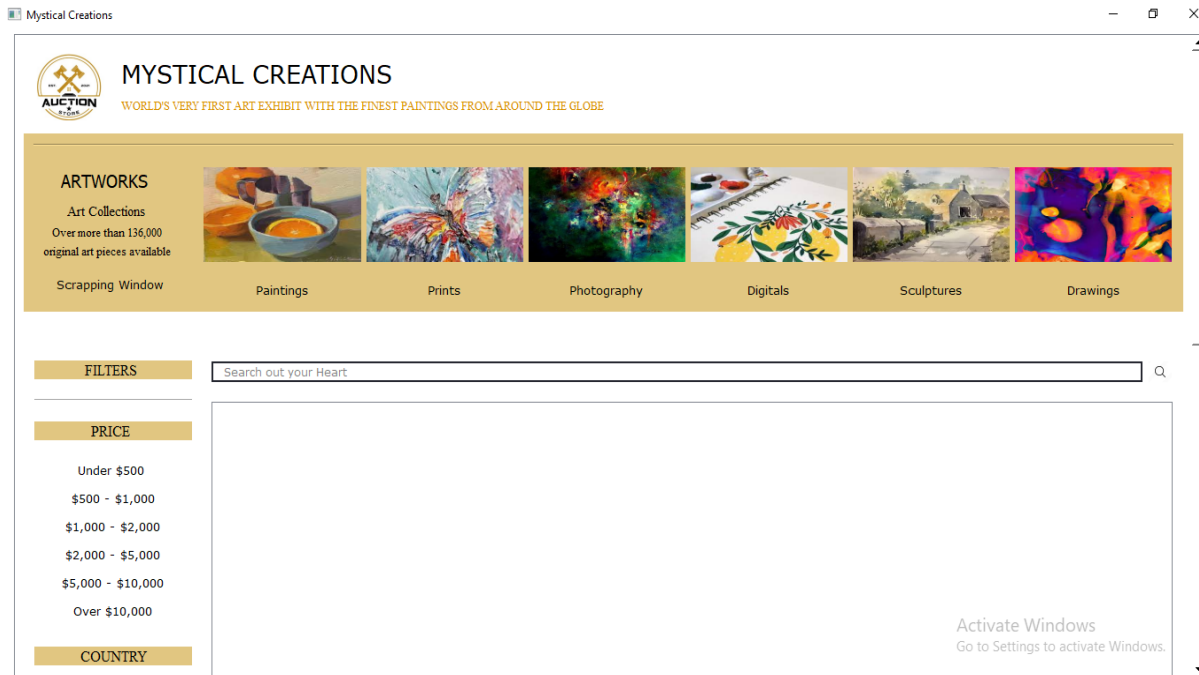 Mystical Creations
AUCTION
STORE
MYSTICAL CREATIONS
WORLD'S VERY FIRST ART EXHIBIT WITH THE FINEST PAINTINGS FROM AROUND THE GLOBE
ARTWORKS
Art Collections
Over more than 136,000
original art pieces available
Scrapping Window
Paintings
Prints
Photography
Digitals
Sculptures
Drawings
FILTERS
Search out your Heart
PRICE
Under $500
$500 - $1,000
$1,000 - $2,000
$2,000 - $5,000
$5,000 - $10,000
Over $10,000
COUNTRY
Activate Windows
Go to Settings to activate Windows.